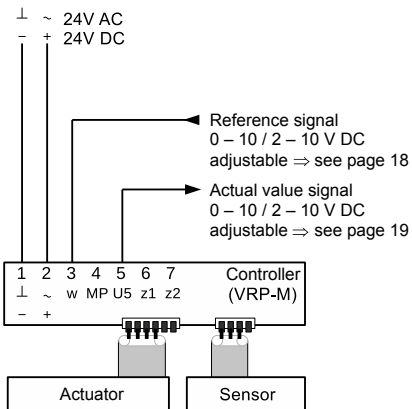 ⊥ ~ 24V AC
– + 24V DC
Reference signal
0 – 10 / 2 – 10 V DC
adjustable ⇒ see page 18
Actual value signal
0 – 10 / 2 – 10 V DC
adjustable ⇒ see page 19
1 2 3 4 5 6 7 Controller
⊥ ~ w MP U5 z1 z2 (VRP-M)
– +
Actuator Sensor